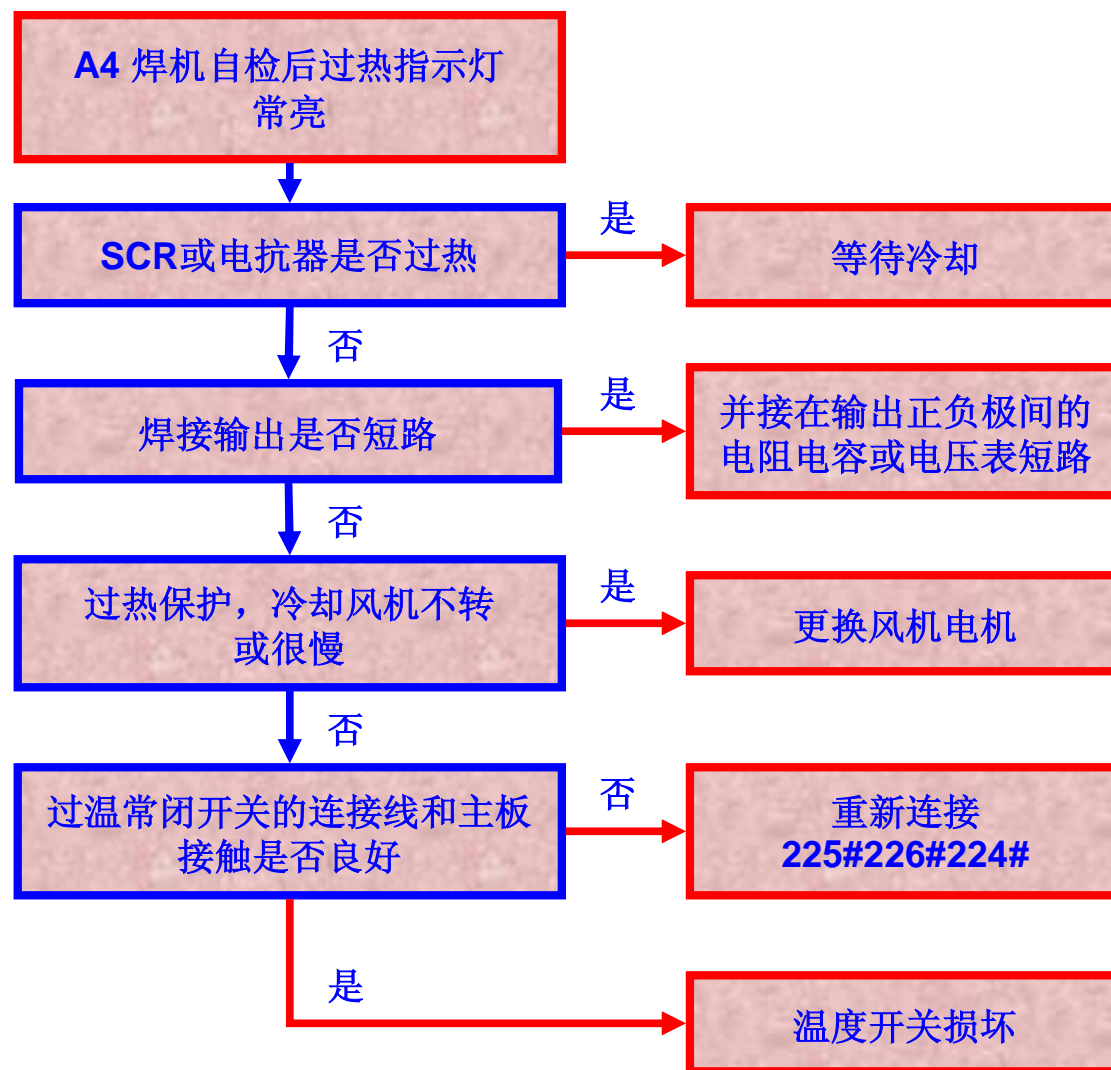 A4 焊机自检后过热指示灯
常亮
SCR或电抗器是否过热
是
等待冷却
否
焊接输出是否短路
是
并接在输出正负极间的
电阻电容或电压表短路
否
过热保护，冷却风机不转
或很慢
是
更换风机电机
否
过温常闭开关的连接线和主板
接触是否良好
否
重新连接
225#226#224#
是
温度开关损坏